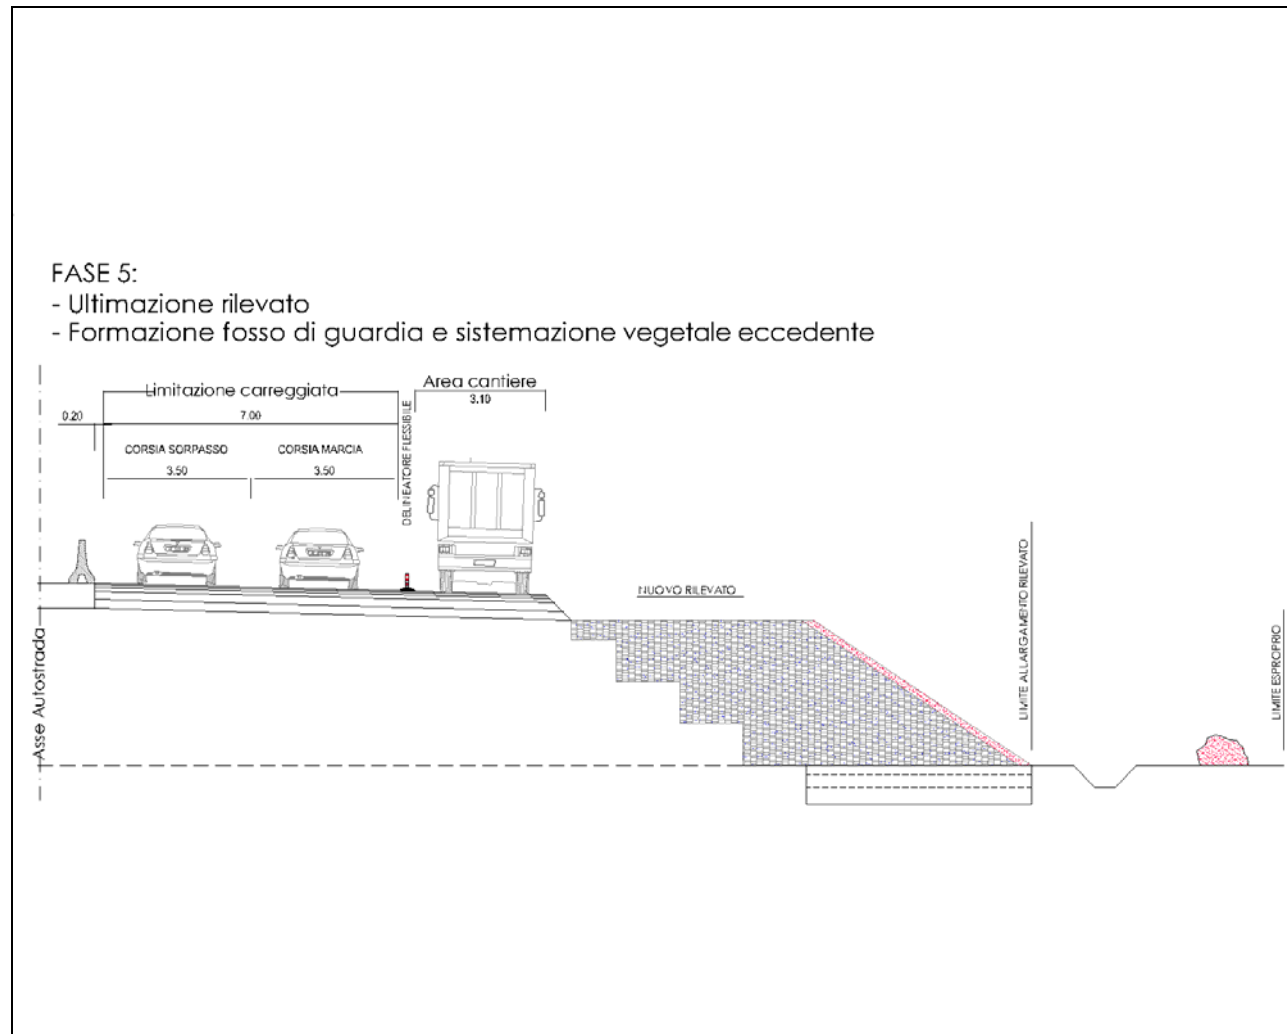 FASE 5:
- Ultimazione rilevato
- Formazione fosso di guardia e sistemazione vegetale eccedente
Limitazione carreggiata
Area cantiere
0.20
7.00
3.10
CORSIA SORPASSO
CORSIA MARCIA
3.50
3.50
DELINEATORE FLESSIBILE
NUOVO RILEVATO
LIMITE ALLARGAMENTO RILEVATO
LIMITE ESPROPRIO
Asse Autostrada